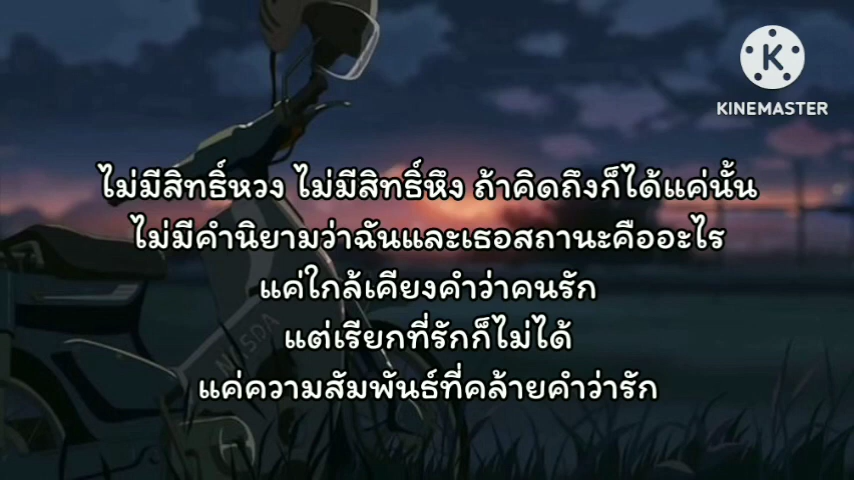 KINEMASTER
ไม่มีสิทธิ์หวง ไม่มีสิทธิ์หึง ถ้าคิดถึงก็ได้แค่นั้น
ไม่มีคำนิยามว่าฉันและเธอสถานะคืออะไร
แค่ใกล้เคียงคำว่าคนรัก
แต่เรียกที่รักก็ไม่ได้
แค่ความสัมพันธ์ที่คล้ายคำว่ารัก